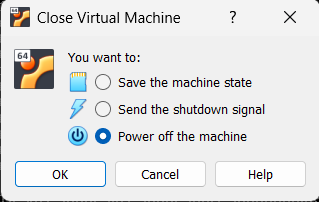 Close Virtual Machine
?
64
You want to:
Save the machine state
Send the shutdown signal
Power off the machine
OK
Cancel
Help